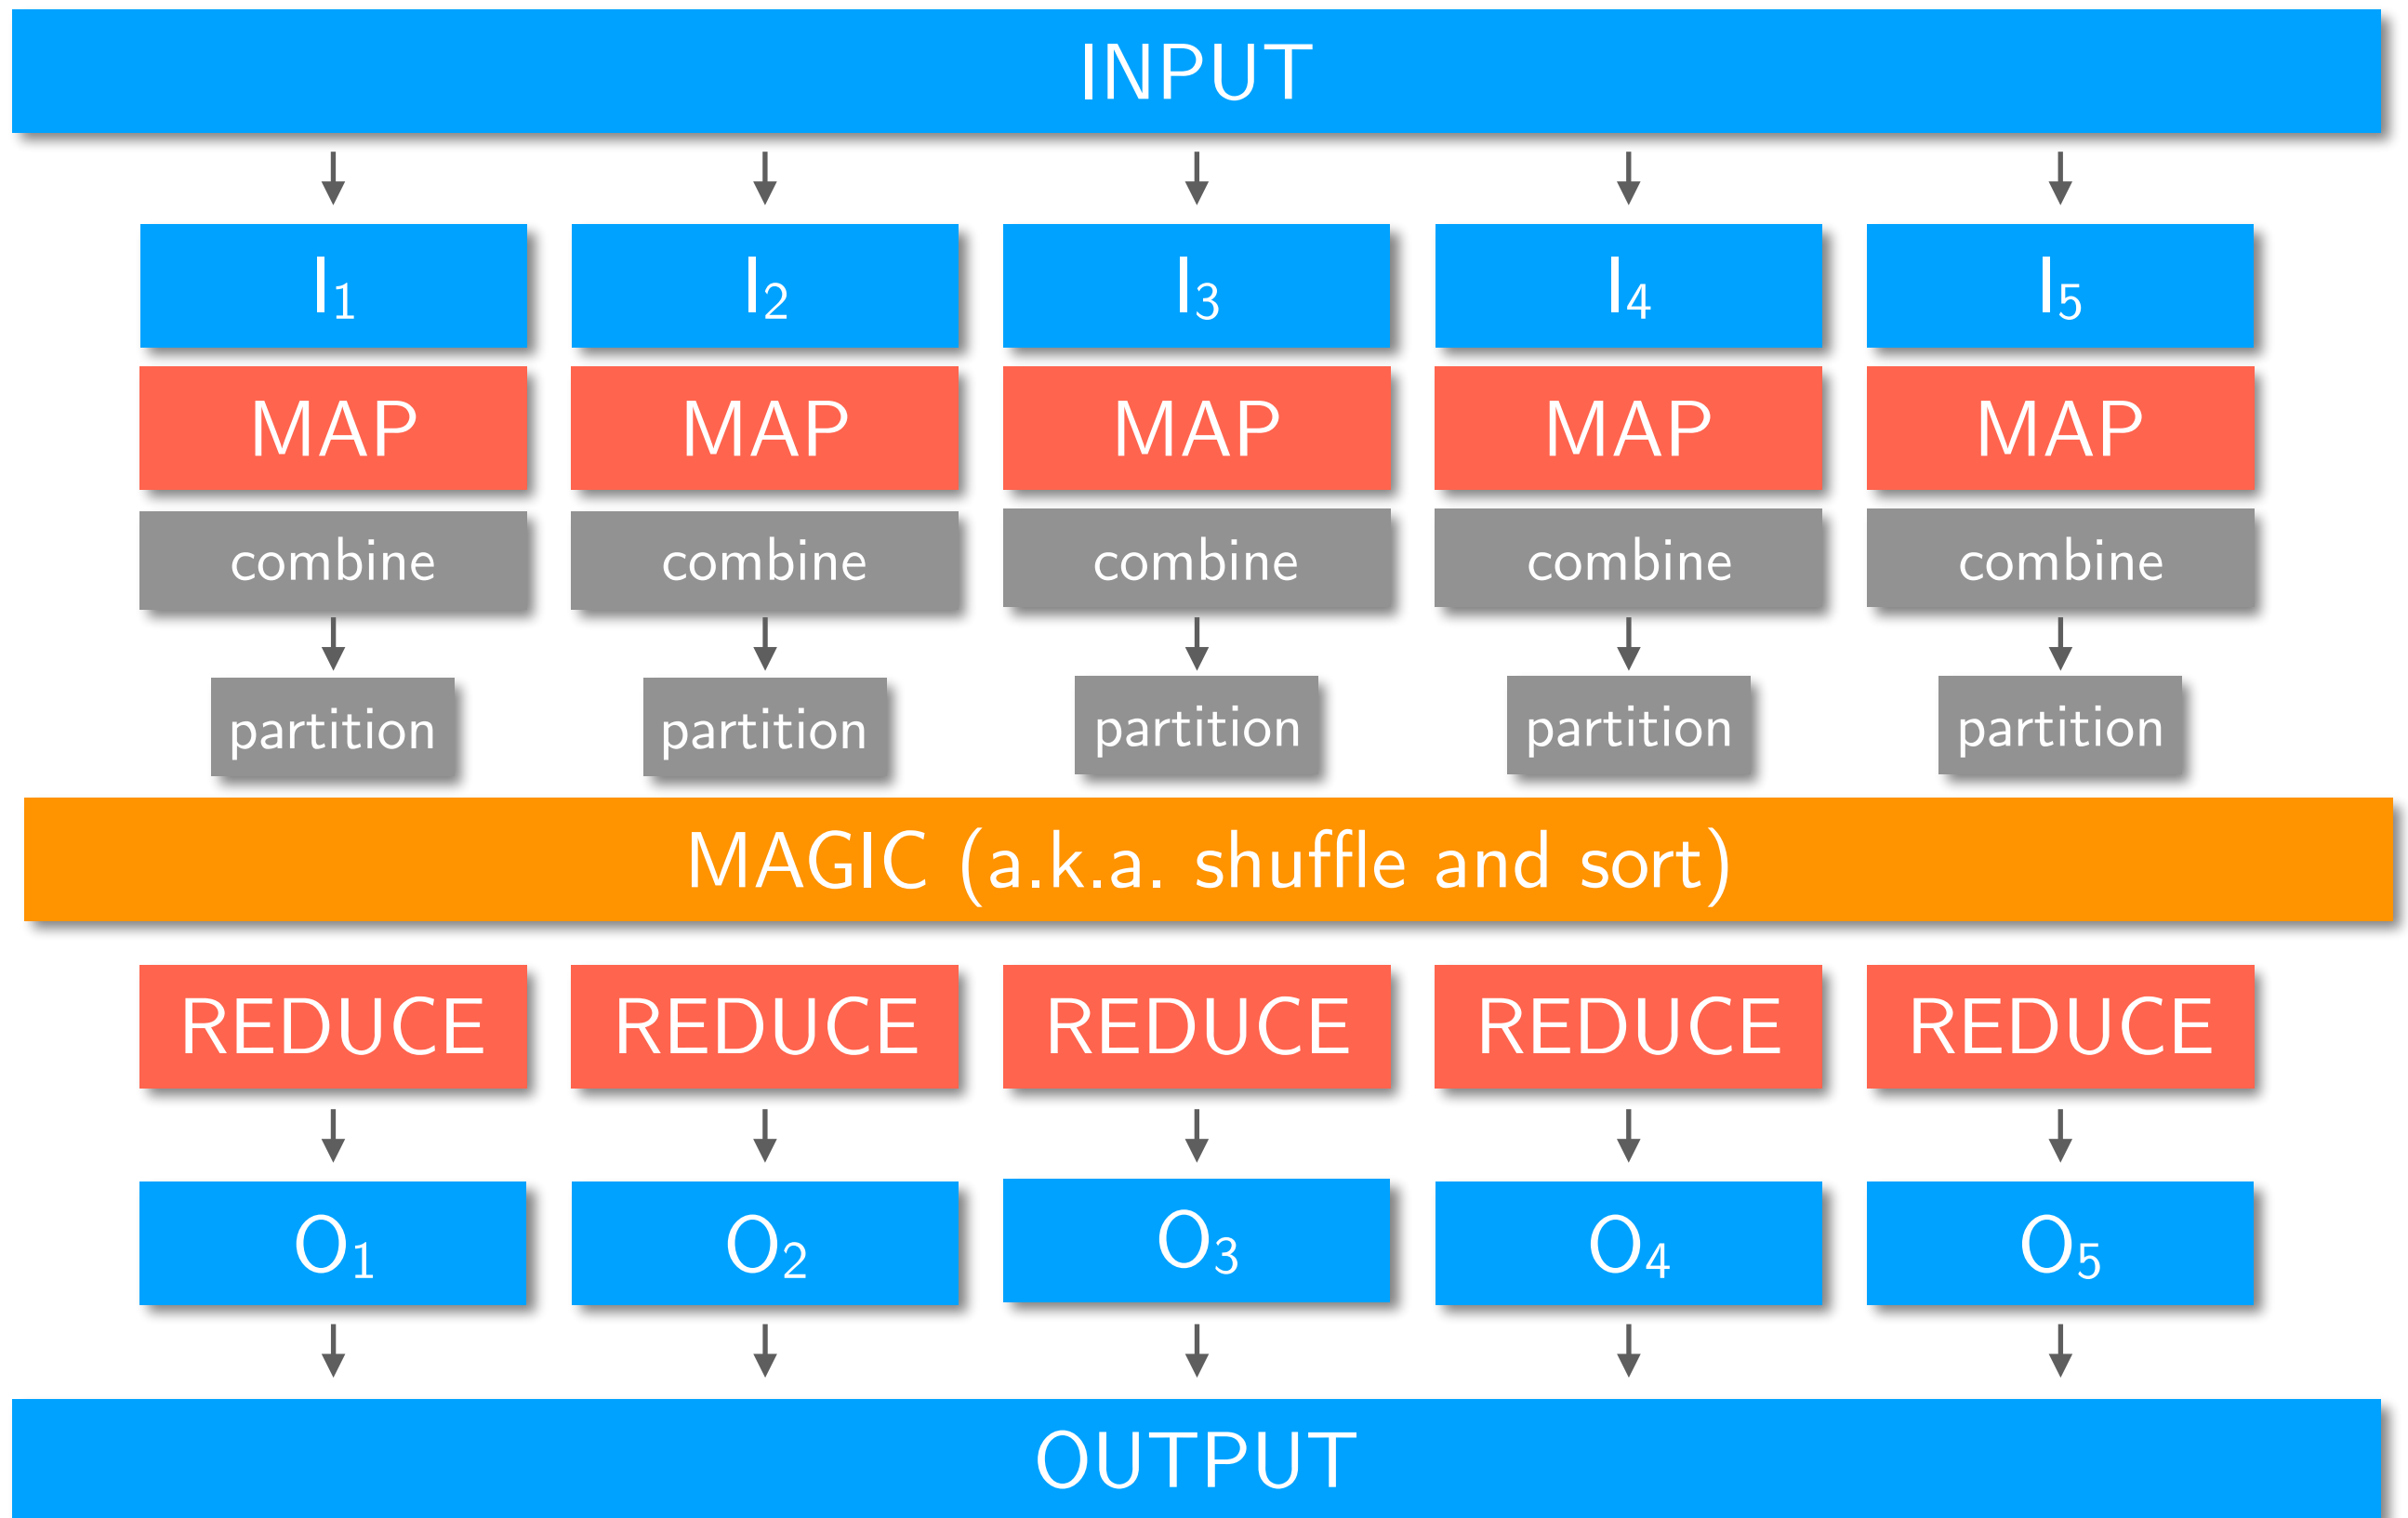 INPUT
I₁ I₂ I₃ I₄ I₅
MAP MAP MAP MAP MAP
combine combine combine combine combine
partition partition partition partition partition
MAGIC (a.k.a. shuffle and sort)
REDUCE REDUCE REDUCE REDUCE REDUCE
O₁ O₂ O₃ O₄ O₅
OUTPUT